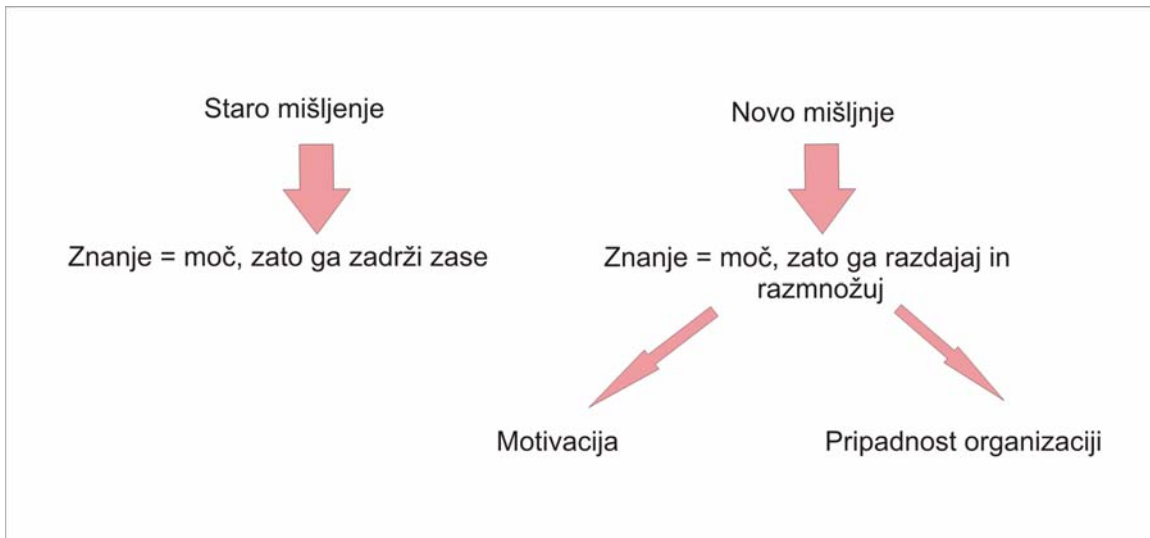 Staro mišljenje
Novo mišljnje
Znanje = moč, zato ga zadrži zase
Znanje = moč, zato ga razdajaj in
razmnožuj
Motivacija
Pripadnost organizaciji